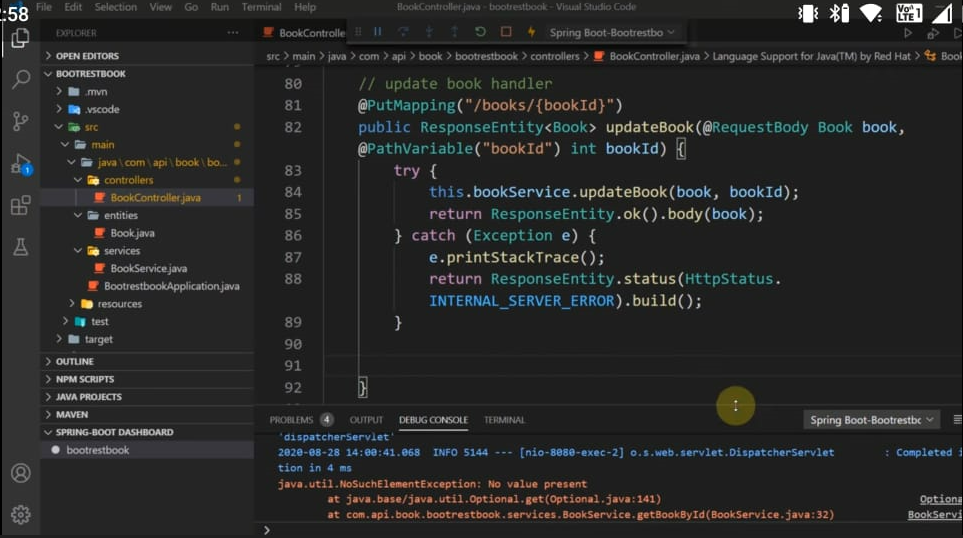 :58
VoD
LTE 1
File Edit Selection View Go Run Terminal Help
BookController.java - bootrestbook - Visual Studio Code
EXPLORER
BookControlle
Spring Boot-Bootrestbo
OPEN EDITORS
BOOTRESTBOOK
.mvn
.vscode
src
main
java\com\api\book\bo...
controllers
BookController.java 1
entities
Book.java
services
BookService.java
BootrestbookApplication.java
resources
test
target
OUTLINE
NPM SCRIPTS
JAVA PROJECTS
MAVEN
SPRING-BOOT DASHBOARD
bootrestbook
1
src > main > java > com > api > book > bootrestbook > controllers > BookController.java > Language Support for Java(TM) by Red Hat > Book
80 // update book handler
81 @PutMapping("/books/{bookId}")
82 public ResponseEntity<Book> updateBook(@RequestBody Book book,
@PathVariable("bookId") int bookId) {
83 try {
84 this.bookService.updateBook(book, bookId);
85 return ResponseEntity.ok().body(book);
86 } catch (Exception e) {
87 e.printStackTrace();
88 return ResponseEntity.status(HttpStatus.
INTERNAL_SERVER_ERROR).build();
89 }
90
91
92 }
PROBLEMS 4 OUTPUT DEBUG CONSOLE TERMINAL
Spring Boot-Bootrestbc
'dispatcherServlet'
2020-08-28 14:00:41.068 INFO 5144 --- [nio-8080-exec-2] o.s.web.servlet.DispatcherServlet : Completed i
tion in 4 ms
java.util.NoSuchElementException: No value present
at java.base/java.util.Optional.get(Optional.java:141) Optiona
at com.api.book.bootrestbook.services.BookService.getBookById(BookService.java:32) BookServi
>